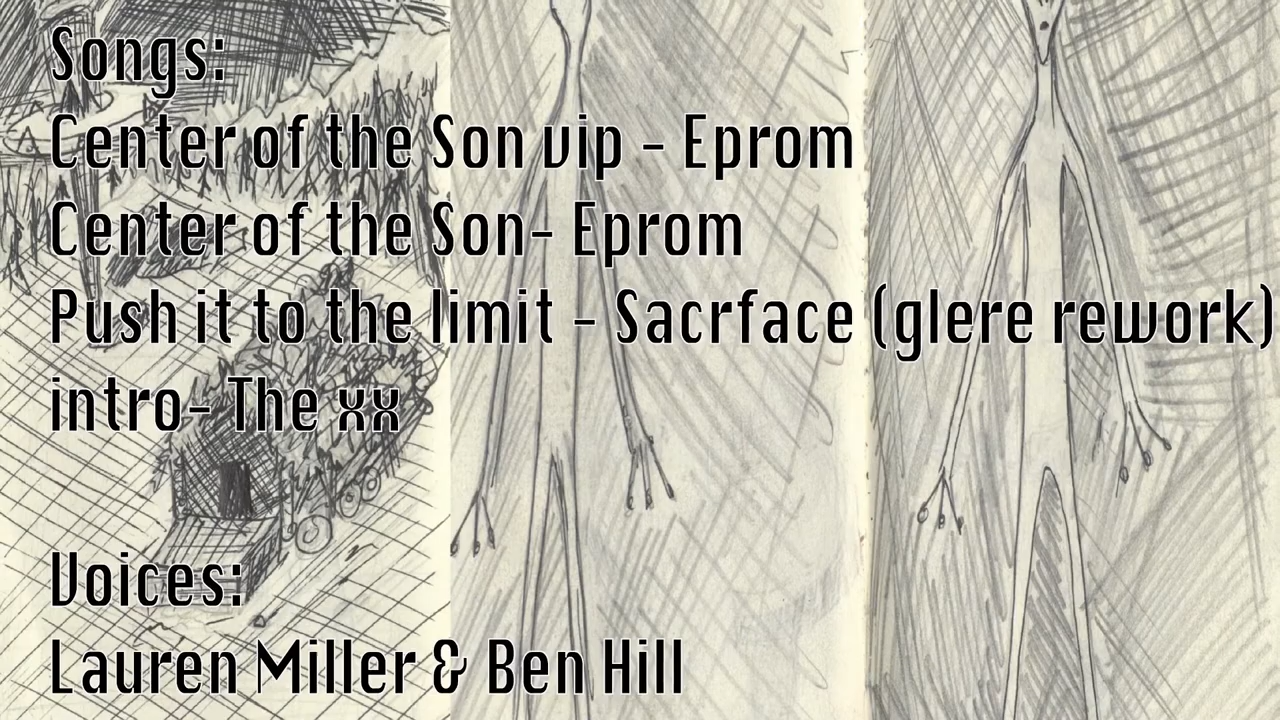 Songs:
Center of the Son vip - Eprom
Center of the Son- Eprom
Push it to the limit - Sacrface (glere rework)
intro- The xx
Voices:
Lauren Miller & Ben Hill